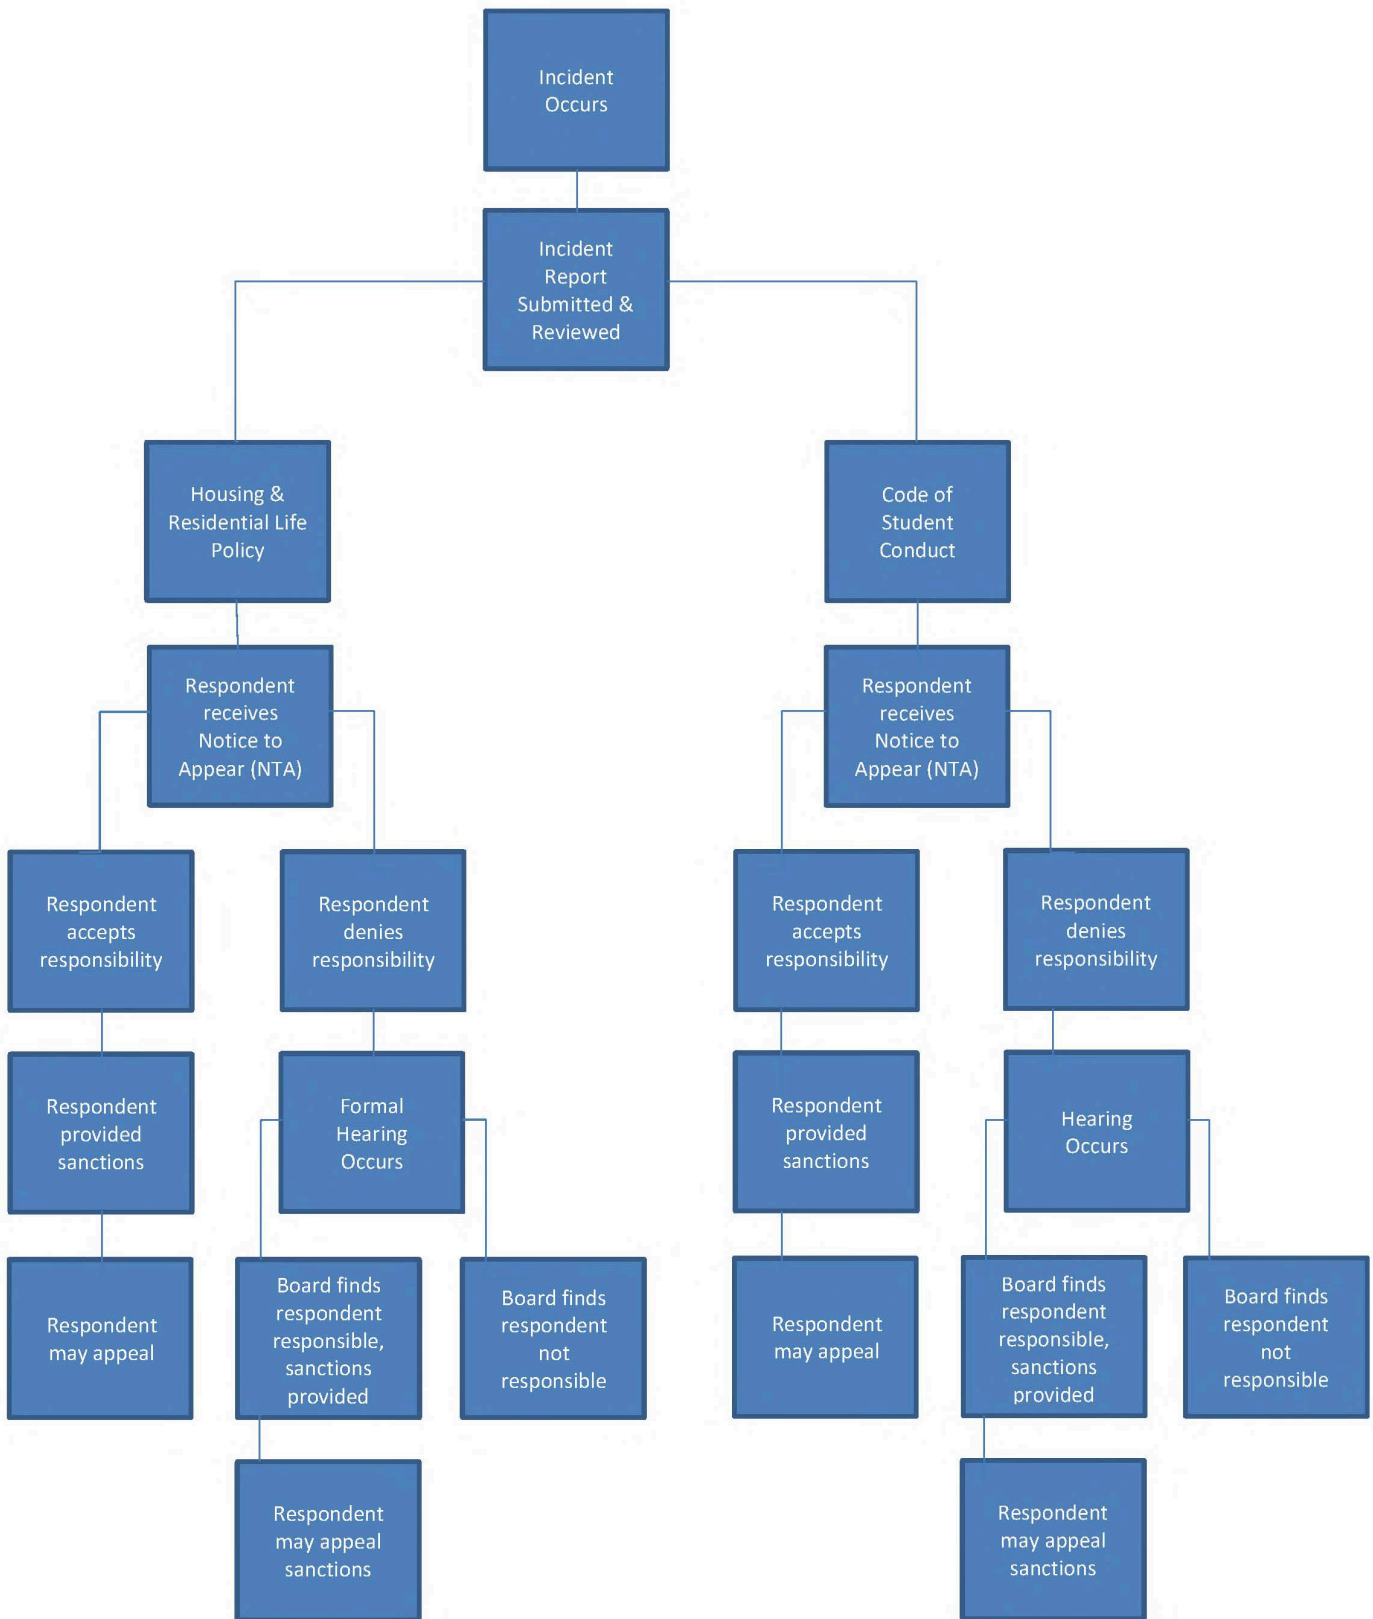 Incident
Occurs
Incident
Report
Submitted &
Reviewed
Housing &
Residential Life
Policy
Code of
Student
Conduct
Respondent
receives
Notice to
Appear (NTA)
Respondent
receives
Notice to
Appear (NTA)
Respondent
accepts
responsibility
Respondent
denies
responsibility
Respondent
accepts
responsibility
Respondent
denies
responsibility
Respondent
provided
sanctions
Formal
Hearing
Occurs
Respondent
provided
sanctions
Hearing
Occurs
Respondent
may appeal
Board finds
respondent
responsible,
sanctions
provided
Board finds
respondent
not
responsible
Respondent
may appeal
Board finds
respondent
responsible,
sanctions
provided
Board finds
respondent
not
responsible
Respondent
may appeal
sanctions
Respondent
may appeal
sanctions